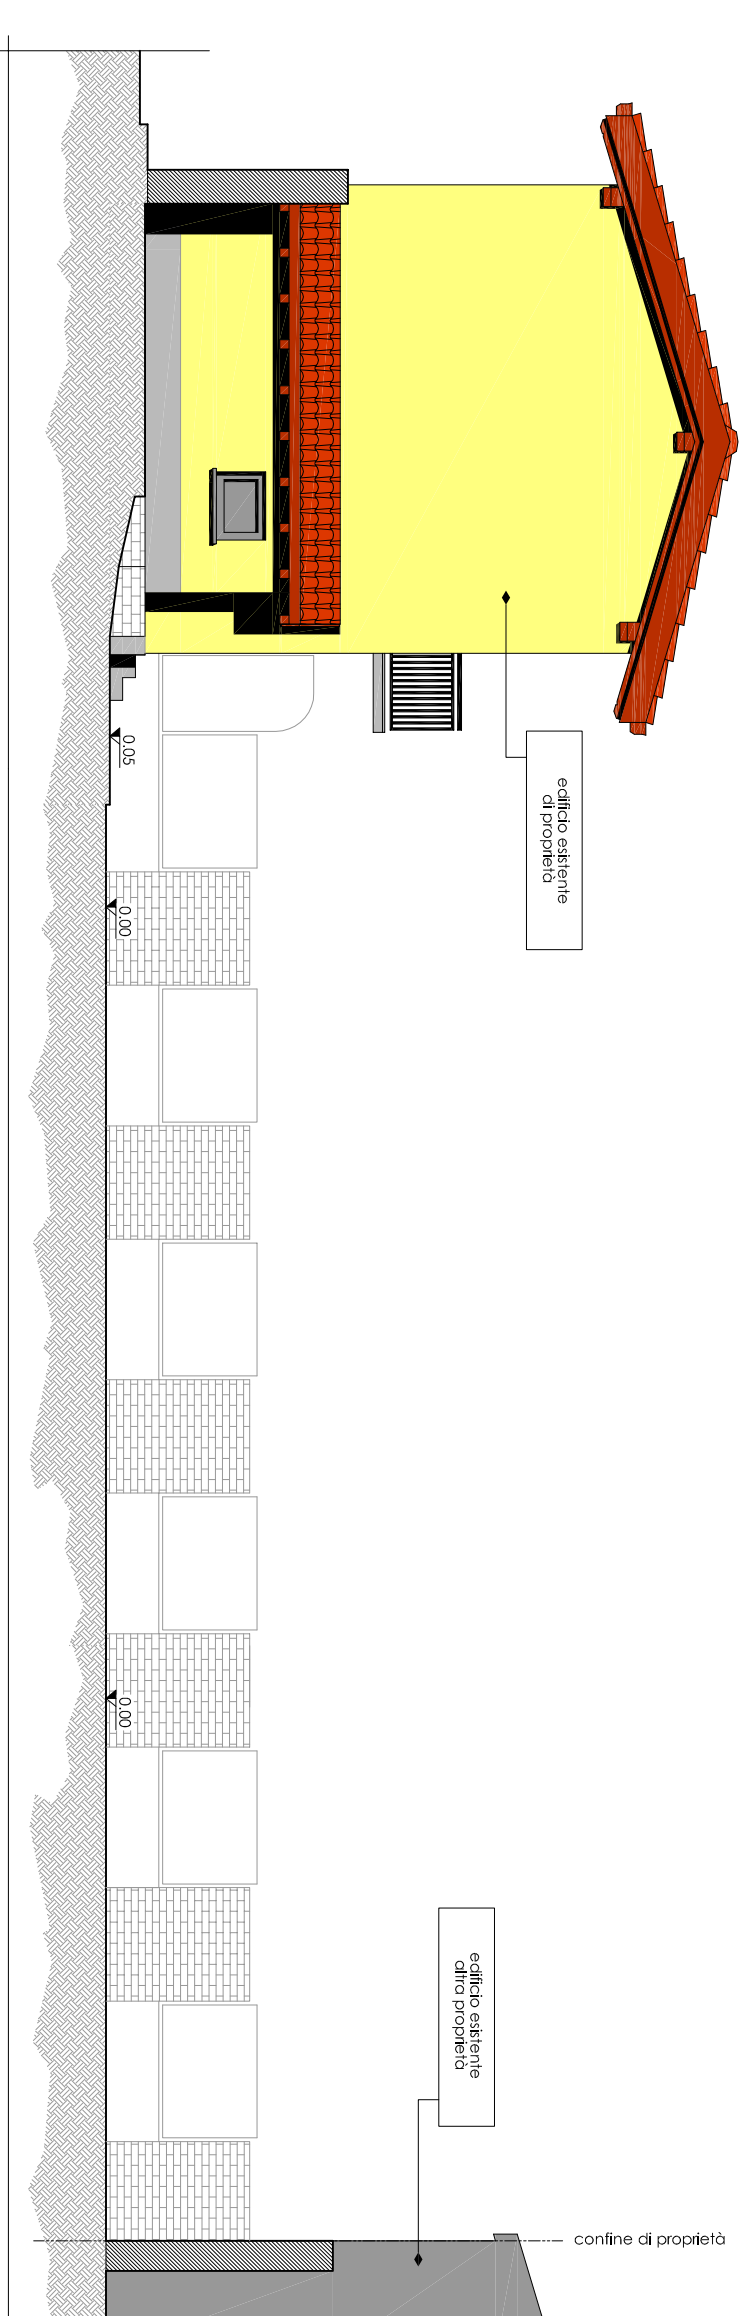 edificio esistente
di proprietà
0.05
0.00
0.00
edificio esistente
altra proprietà
confine di proprietà